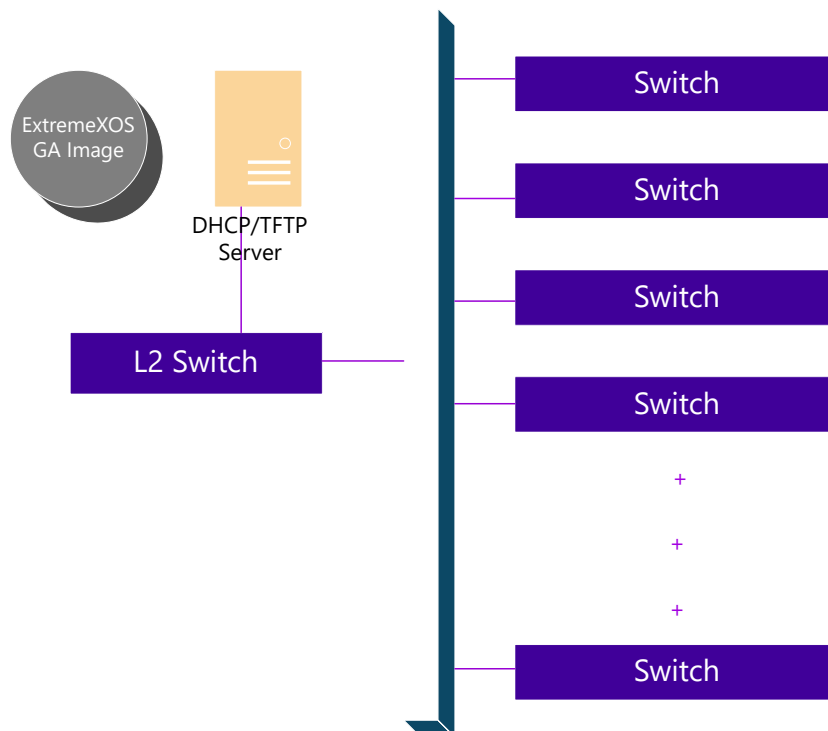 ExtremeXOS
GA Image
DHCP/TFTP
Server
L2 Switch
Switch
Switch
Switch
Switch
+
+
+
Switch